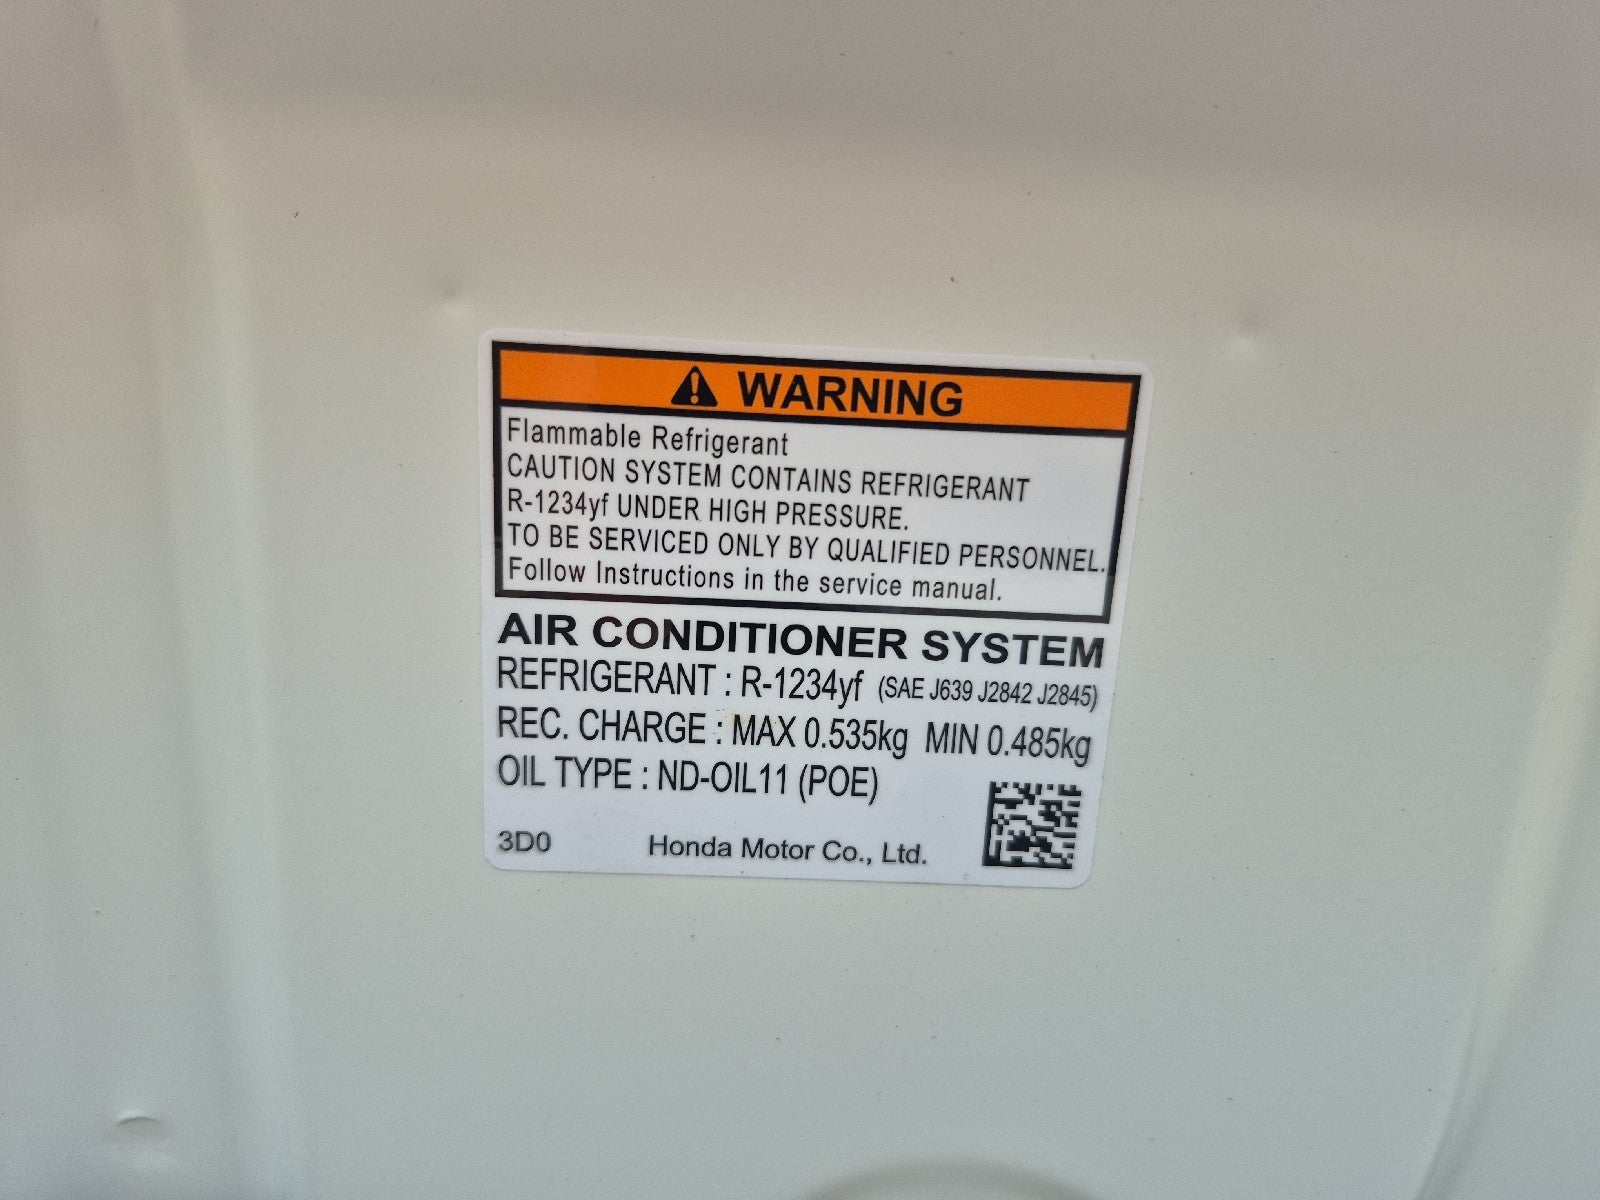 WARNING
Flammable Refrigerant
CAUTION SYSTEM CONTAINS REFRIGERANT
R-1234yf UNDER HIGH PRESSURE.
TO BE SERVICED ONLY BY QUALIFIED PERSONNEL.
Follow Instructions in the service manual.
AIR CONDITIONER SYSTEM
REFRIGERANT : R-1234yf (SAE J639 J2842 J2845)
REC. CHARGE : MAX 0.535kg MIN 0.485kg
OIL TYPE : ND-OIL11 (POE)
3D0 Honda Motor Co., Ltd.